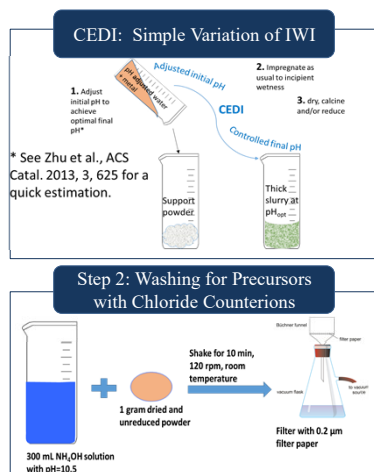 CEDI: Simple Variation of IWI
Adjusted initial pH
2. Impregnate as
usual to incipient
wetness
1. Adjust
initial pH to
achieve
optimal final
pH*
pH adjusted water
+ metal
CEDI
3. dry, calcine
and/or reduce
Controlled final pH
* See Zhu et al., ACS
Catal. 2013, 3, 625 for a
quick estimation.
Support
powder
Thick
slurry at
pHopt
Step 2: Washing for Precursors
with Chloride Counterions
Büchner funnel
filter paper
Shake for 10 min,
120 rpm, room
temperature
to vacuum
source
vacuum flask
1 gram dried and
unreduced powder
Filter with 0.2 µm
filter paper
300 mL NH4OH solution
with pH=10.5